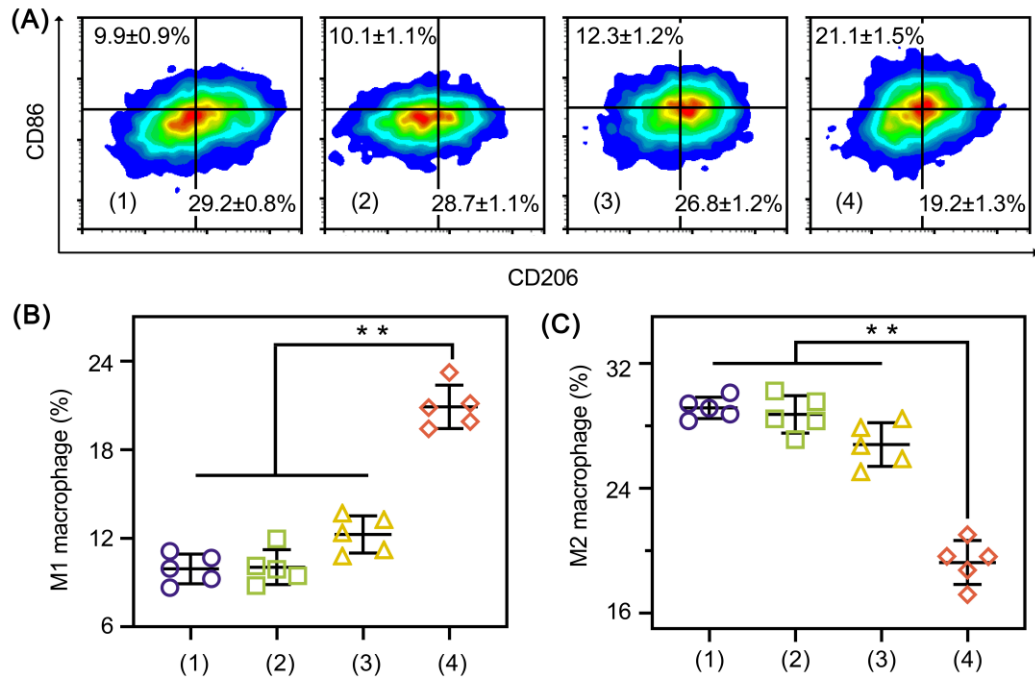 (A)
9.9±0.9%
10.1±1.1%
12.3±1.2%
21.1±1.5%
CD86
(1)
29.2±0.8%
(2)
28.7±1.1%
(3)
26.8±1.2%
(4)
19.2±1.3%
CD206
(B)
M1 macrophage (%)
24
18
12
6
* *
(1) (2) (3) (4)
(C)
M2 macrophage (%)
32
24
16
* *
(1) (2) (3) (4)